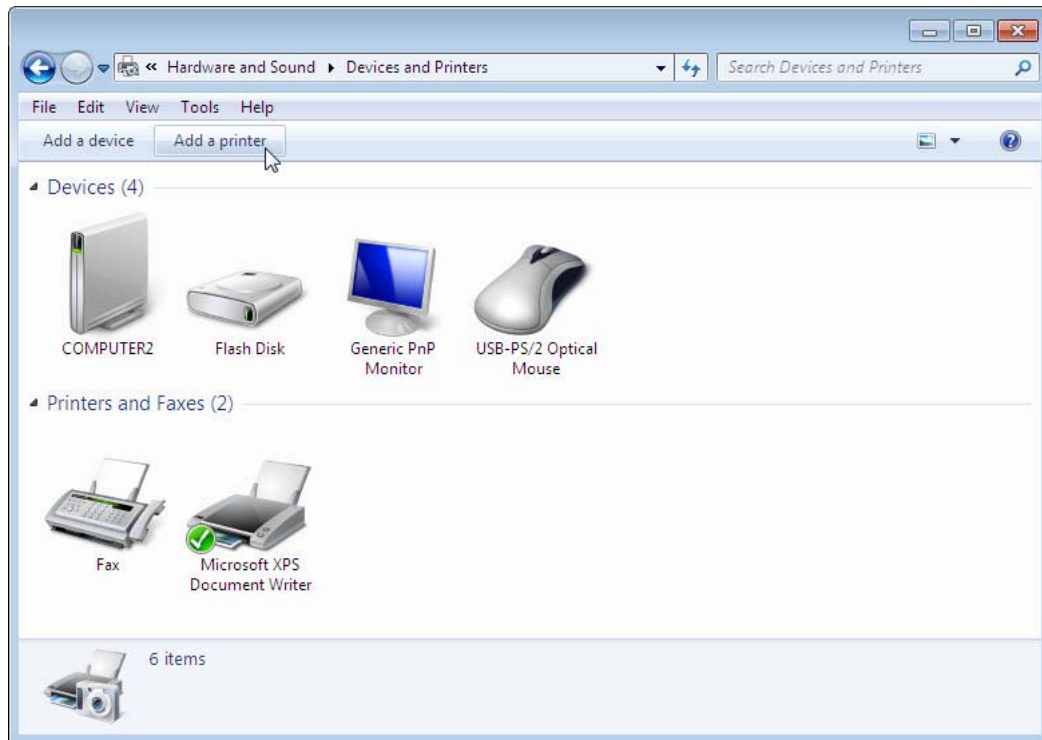 « Hardware and Sound ▸ Devices and Printers
Search Devices and Printers
File Edit View Tools Help
Add a device Add a printer
Devices (4)
COMPUTER2
Flash Disk
Generic PnP
Monitor
USB-PS/2 Optical
Mouse
Printers and Faxes (2)
Fax
Microsoft XPS
Document Writer
6 items